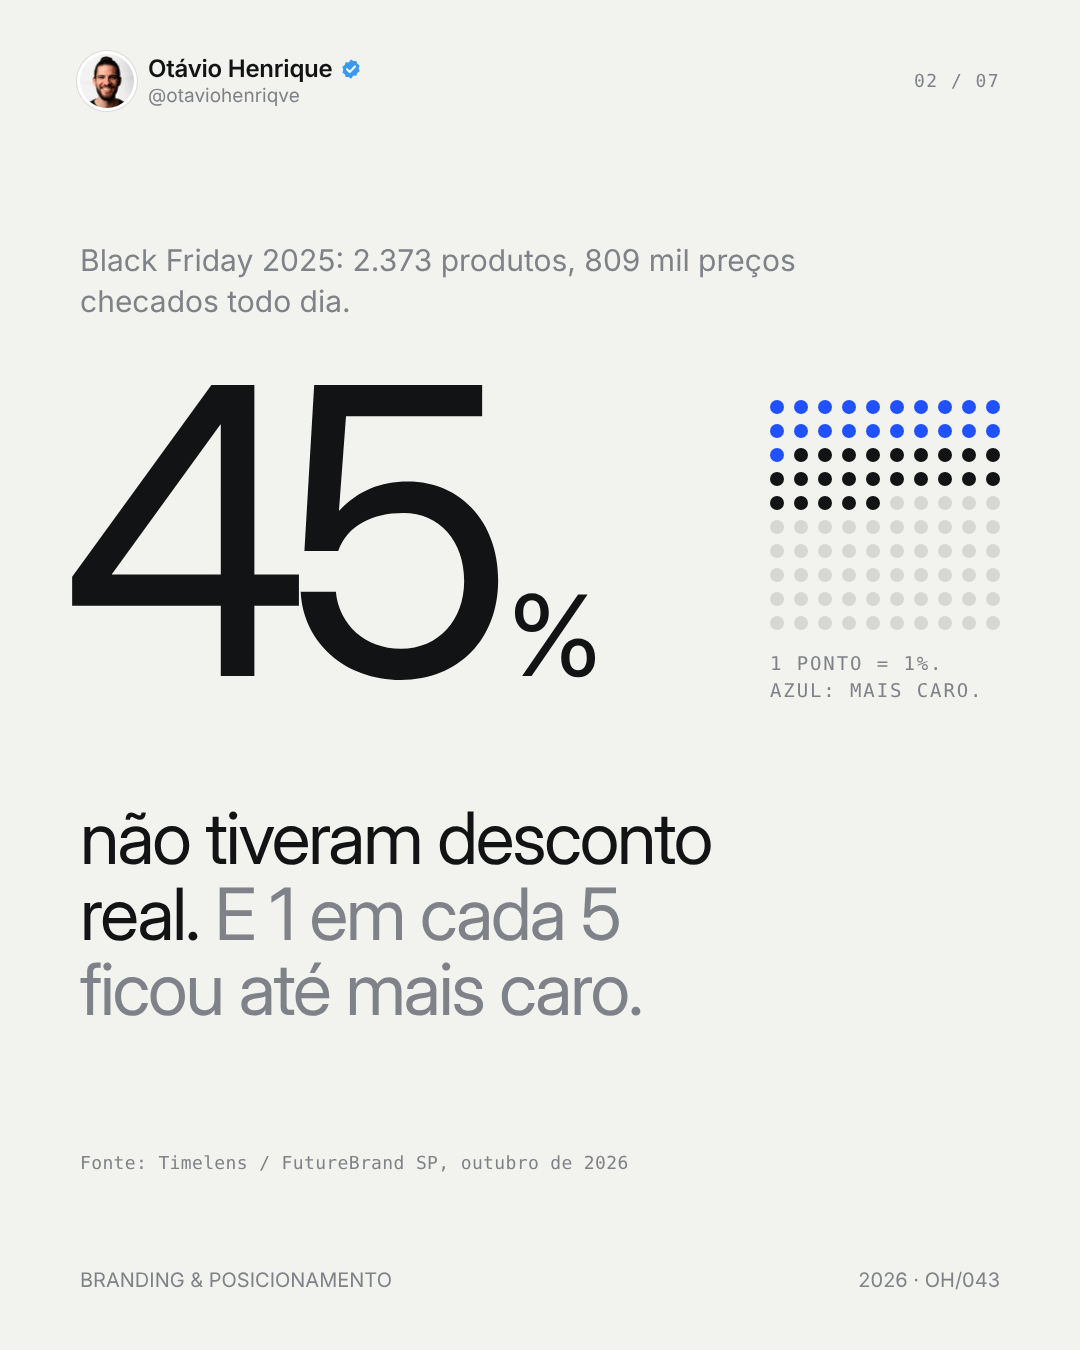 Otávio Henrique
@otaviohenriqve
02 / 07
Black Friday 2025: 2.373 produtos, 809 mil preços
checados todo dia.
45%
1 PONTO = 1%.
AZUL: MAIS CARO.
não tiveram desconto
real. E 1 em cada 5
ficou até mais caro.
Fonte: Timelens / FutureBrand SP, outubro de 2026
BRANDING & POSICIONAMENTO
2026 · OH/043